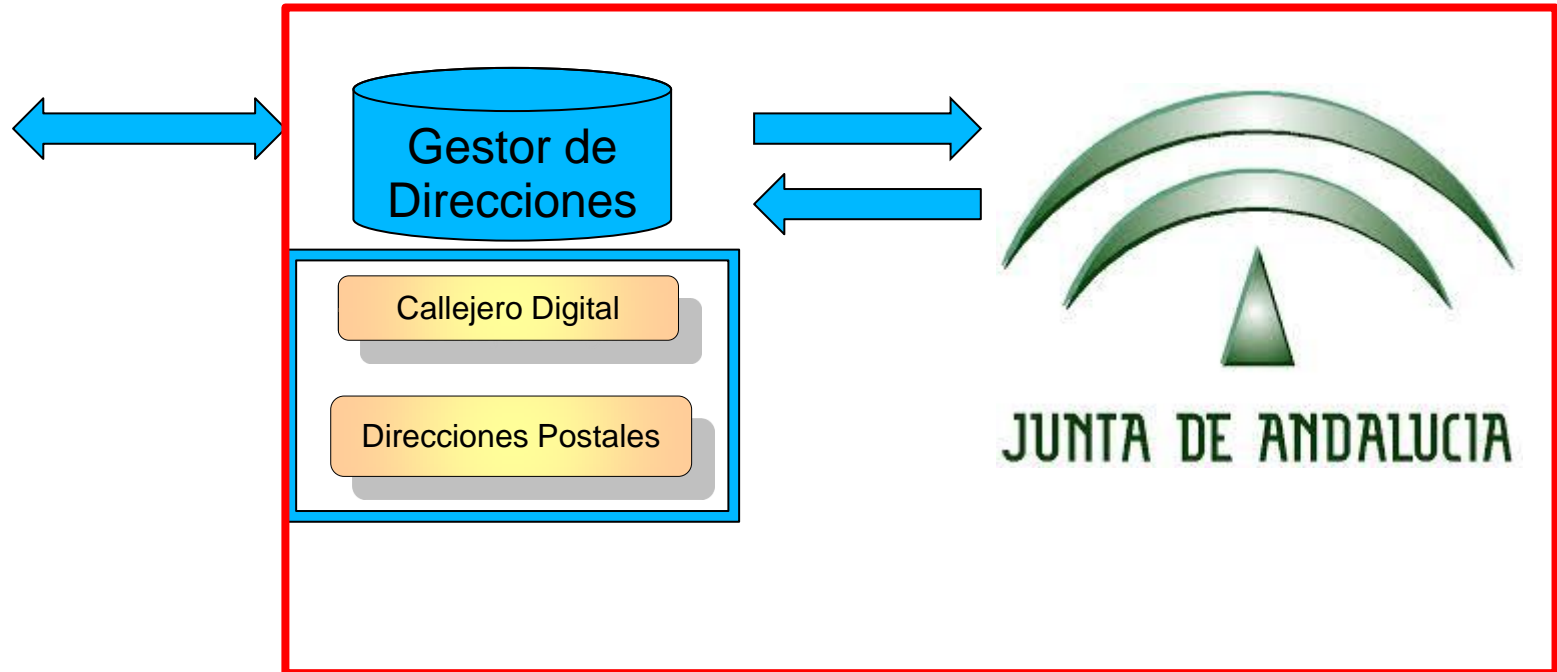 Gestor de
Direcciones
Callejero Digital
Direcciones Postales
JUNTA DE ANDALUCIA